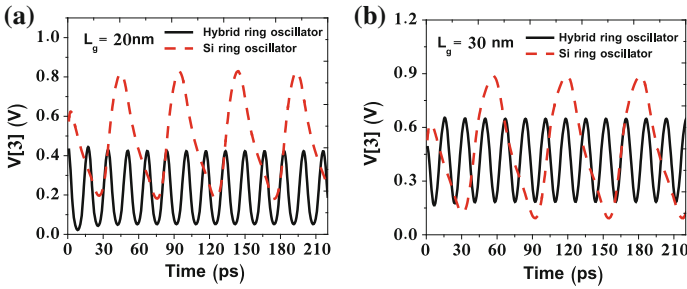 (a)
1.0
0.8
0.6
0.4
0.2
0.0
V[3] (V)
L_g = 20nm
Hybrid ring oscillator
Si ring oscillator
0 30 60 90 120 150 180 210
Time (ps)
(b)
1.2
0.9
0.6
0.3
0.0
V[3] (V)
L_g = 30 nm
Hybrid ring oscillator
Si ring oscillator
0 30 60 90 120 150 180 210
Time (ps)